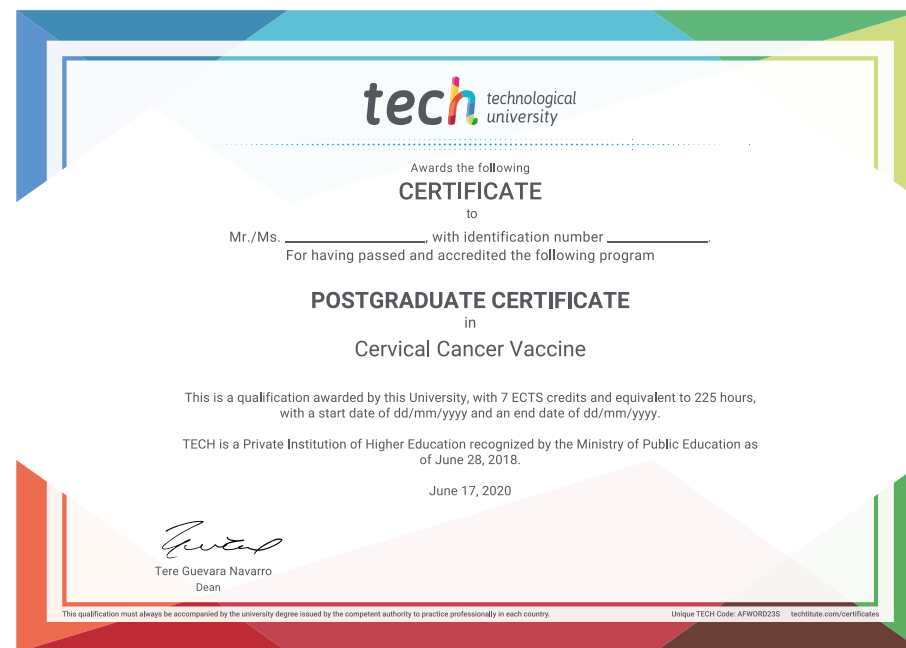 tech technological
university
Awards the following
CERTIFICATE
to
Mr./Ms. ____________________, with identification number ______________.
For having passed and accredited the following program
POSTGRADUATE CERTIFICATE
in
Cervical Cancer Vaccine
This is a qualification awarded by this University, with 7 ECTS credits and equivalent to 225 hours,
with a start date of dd/mm/yyyy and an end date of dd/mm/yyyy.
TECH is a Private Institution of Higher Education recognized by the Ministry of Public Education as
of June 28, 2018.
June 17, 2020
Tere Guevara Navarro
Dean
This qualification must always be accompanied by the university degree issued by the competent authority to practice professionally in each country. Unique TECH Code: AFWORD23S techtitute.com/certificates